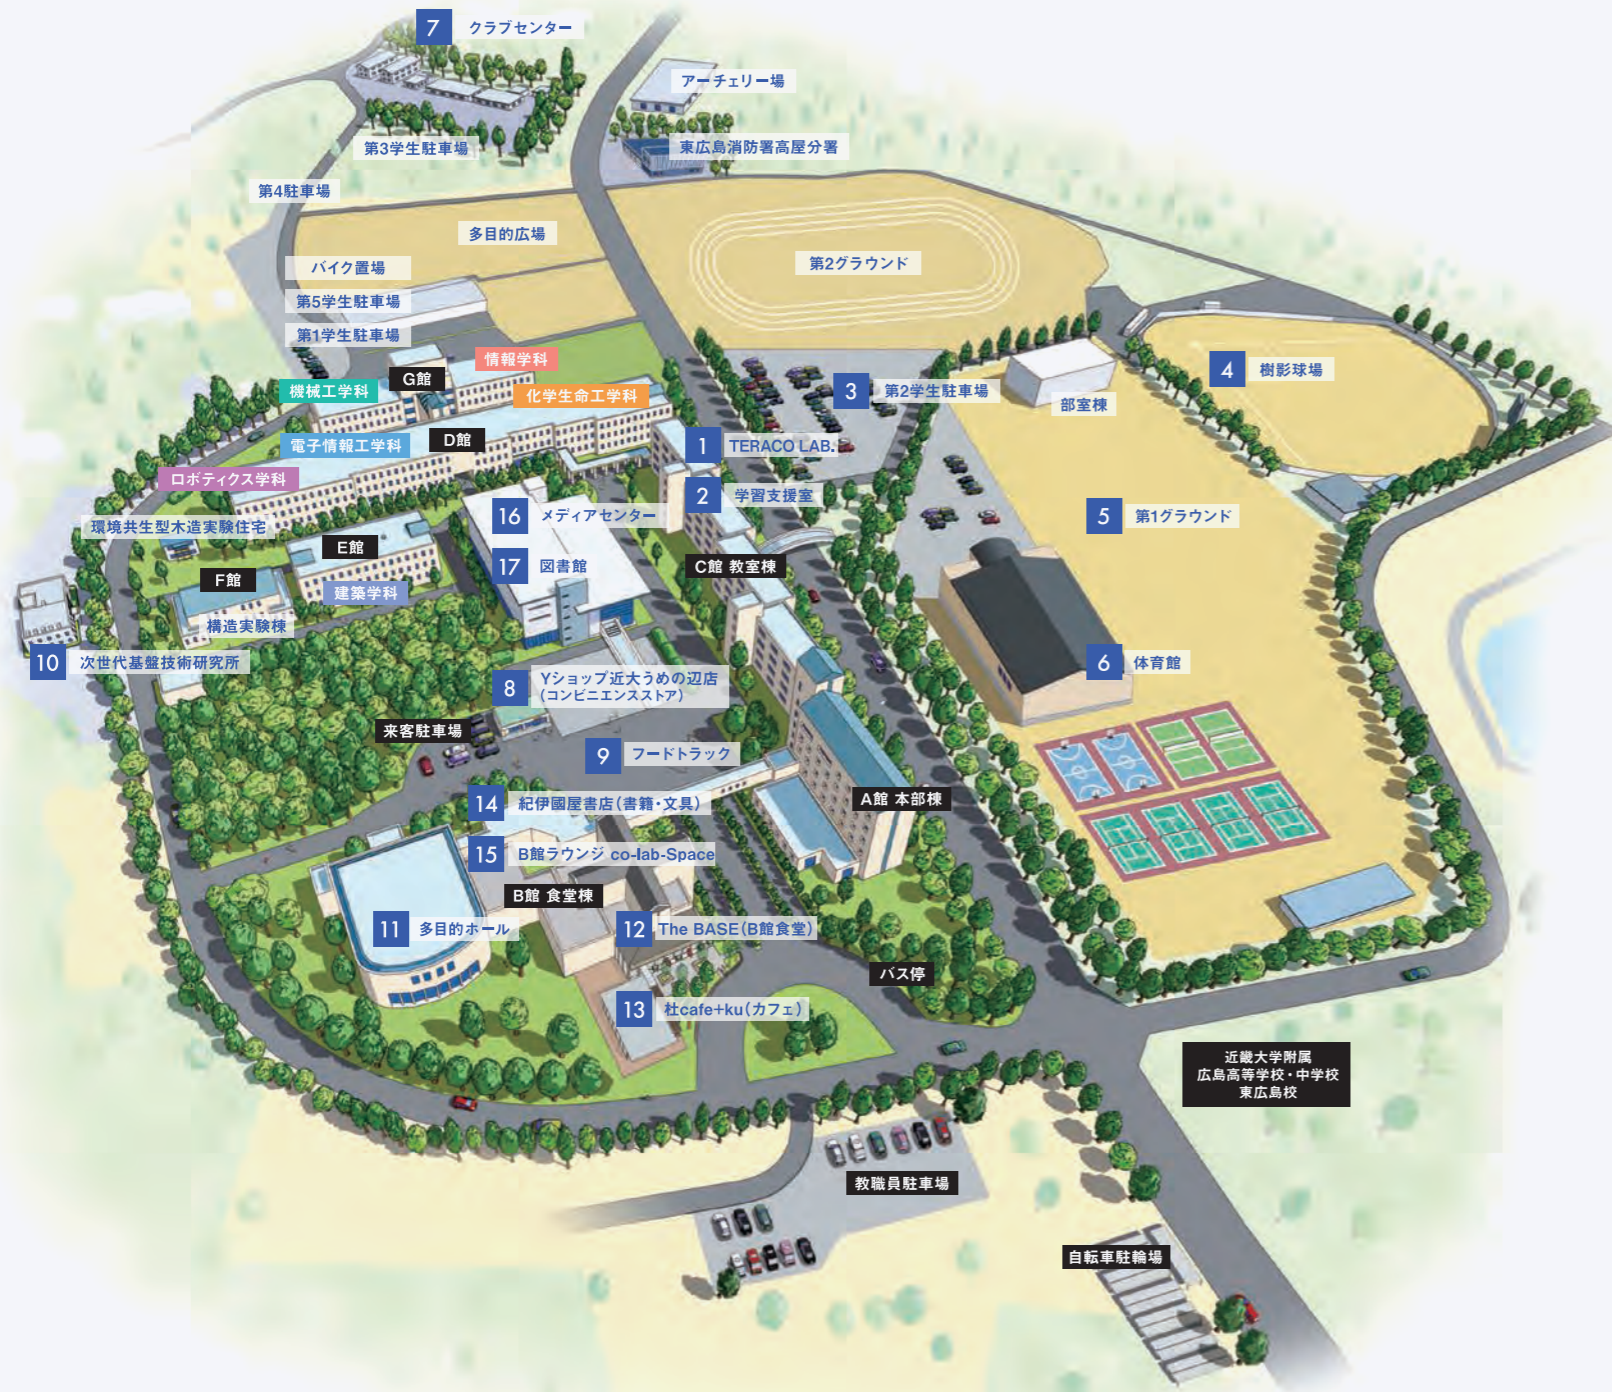 7 クラブセンター
アーチェリー場
第3学生駐車場
東広島消防署高屋分署
第4駐車場
多目的広場
バイク置場
第2グラウンド
第5学生駐車場
第1学生駐車場
情報学科
G館
機械工学科
化学生命工学科
4 樹影球場
3 第2学生駐車場
部室棟
電子情報工学科
D館
1 TERACO LAB.
ロボティクス学科
2 学習支援室
16 メディアセンター
5 第1グラウンド
環境共生型木造実験住宅
E館
17 図書館
C館 教室棟
F館
建築学科
構造実験棟
10 次世代基盤技術研究所
6 体育館
8 Yショップ近大うめの辺店
(コンビニエンスストア)
来客駐車場
9 フードトラック
14 紀伊國屋書店(書籍・文具)
A館 本部棟
15 B館ラウンジ co-lab-Space
B館 食堂棟
11 多目的ホール
12 The BASE(B館食堂)
バス停
13 杜cafe+ku(カフェ)
近畿大学附属
広島高等学校・中学校
東広島校
教職員駐車場
自転車駐輪場